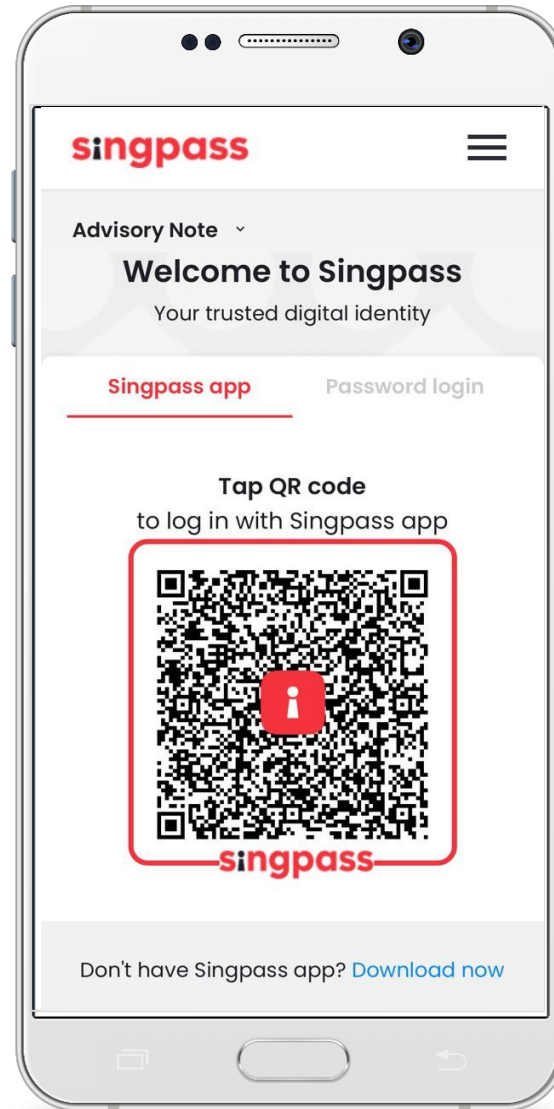 singpass
Advisory Note
Welcome to Singpass
Your trusted digital identity
Singpass app
Password login
Tap QR code
to log in with Singpass app
singpass
Don't have Singpass app? Download now